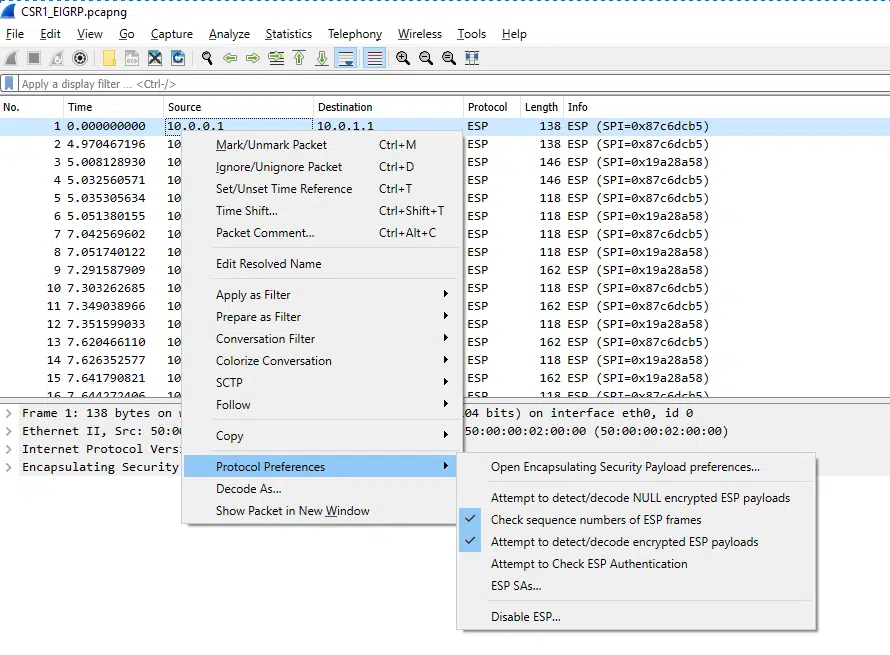 CSR1_EIGRP.pcapng
File Edit View Go Capture Analyze Statistics Telephony Wireless Tools Help
Apply a display filter ... <Ctrl-/>
No. Time Source Destination Protocol Length Info
1 0.000000000 10.0.0.1 10.0.1.1 ESP 138 ESP (SPI=0x87c6dcb5)
2 4.970467196 10 ESP 138 ESP (SPI=0x87c6dcb5)
3 5.008128930 10 ESP 146 ESP (SPI=0x19a28a58)
4 5.032560571 10 ESP 146 ESP (SPI=0x87c6dcb5)
5 5.035305634 10 ESP 118 ESP (SPI=0x87c6dcb5)
6 5.051380155 10 ESP 118 ESP (SPI=0x19a28a58)
7 7.042569602 10 ESP 118 ESP (SPI=0x87c6dcb5)
8 7.051740122 10 ESP 118 ESP (SPI=0x19a28a58)
9 7.291587909 10 ESP 162 ESP (SPI=0x19a28a58)
10 7.303262685 10 ESP 118 ESP (SPI=0x87c6dcb5)
11 7.349038966 10 ESP 162 ESP (SPI=0x87c6dcb5)
12 7.351599033 10 ESP 118 ESP (SPI=0x19a28a58)
13 7.620466110 10 ESP 162 ESP (SPI=0x87c6dcb5)
14 7.626352577 10 ESP 118 ESP (SPI=0x19a28a58)
15 7.641790821 10 ESP 162 ESP (SPI=0x19a28a58)
16 7.644272406 10 ESP 118 ESP (SPI=0x87c6dcb5)
Mark/Unmark Packet Ctrl+M
Ignore/Unignore Packet Ctrl+D
Set/Unset Time Reference Ctrl+T
Time Shift... Ctrl+Shift+T
Packet Comment... Ctrl+Alt+C
Edit Resolved Name
Apply as Filter
Prepare as Filter
Conversation Filter
Colorize Conversation
SCTP
Follow
Copy
Protocol Preferences
Decode As...
Show Packet in New Window
Frame 1: 138 bytes on w 04 bits) on interface eth0, id 0
Ethernet II, Src: 50:00 50:00:00:02:00:00 (50:00:00:02:00:00)
Internet Protocol Versi
Encapsulating Security
Open Encapsulating Security Payload preferences...
Attempt to detect/decode NULL encrypted ESP payloads
Check sequence numbers of ESP frames
Attempt to detect/decode encrypted ESP payloads
Attempt to Check ESP Authentication
ESP SAs...
Disable ESP...